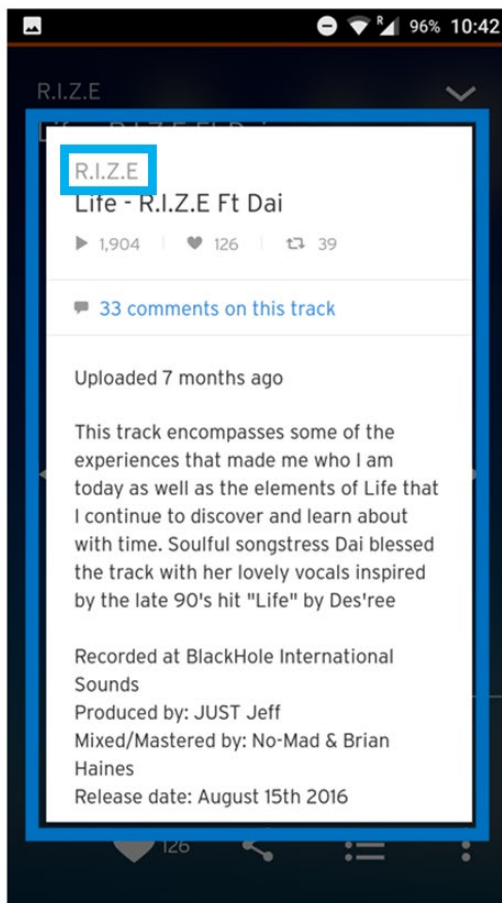 R 96% 10:42
R.I.Z.E
R.I.Z.E
Life - R.I.Z.E Ft Dai
1,904 126 39
33 comments on this track
Uploaded 7 months ago
This track encompasses some of the
experiences that made me who I am
today as well as the elements of Life that
I continue to discover and learn about
with time. Soulful songstress Dai blessed
the track with her lovely vocals inspired
by the late 90's hit "Life" by Des'ree
Recorded at BlackHole International
Sounds
Produced by: JUST Jeff
Mixed/Mastered by: No-Mad & Brian
Haines
Release date: August 15th 2016
126